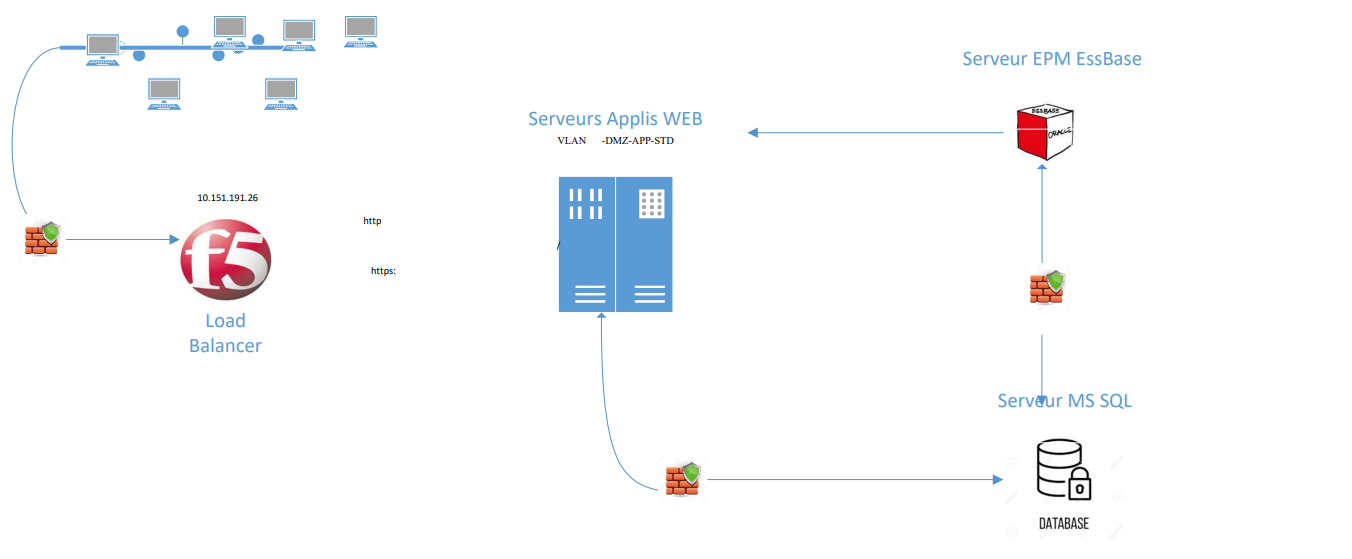 Serveur EPM EssBase
ESSBASE
ORACLE
Serveurs Applis WEB
VLAN -DMZ-APP-STD
10.151.191.26
http
/
https:
f5
Load
Balancer
Serveur MS SQL
DATABASE